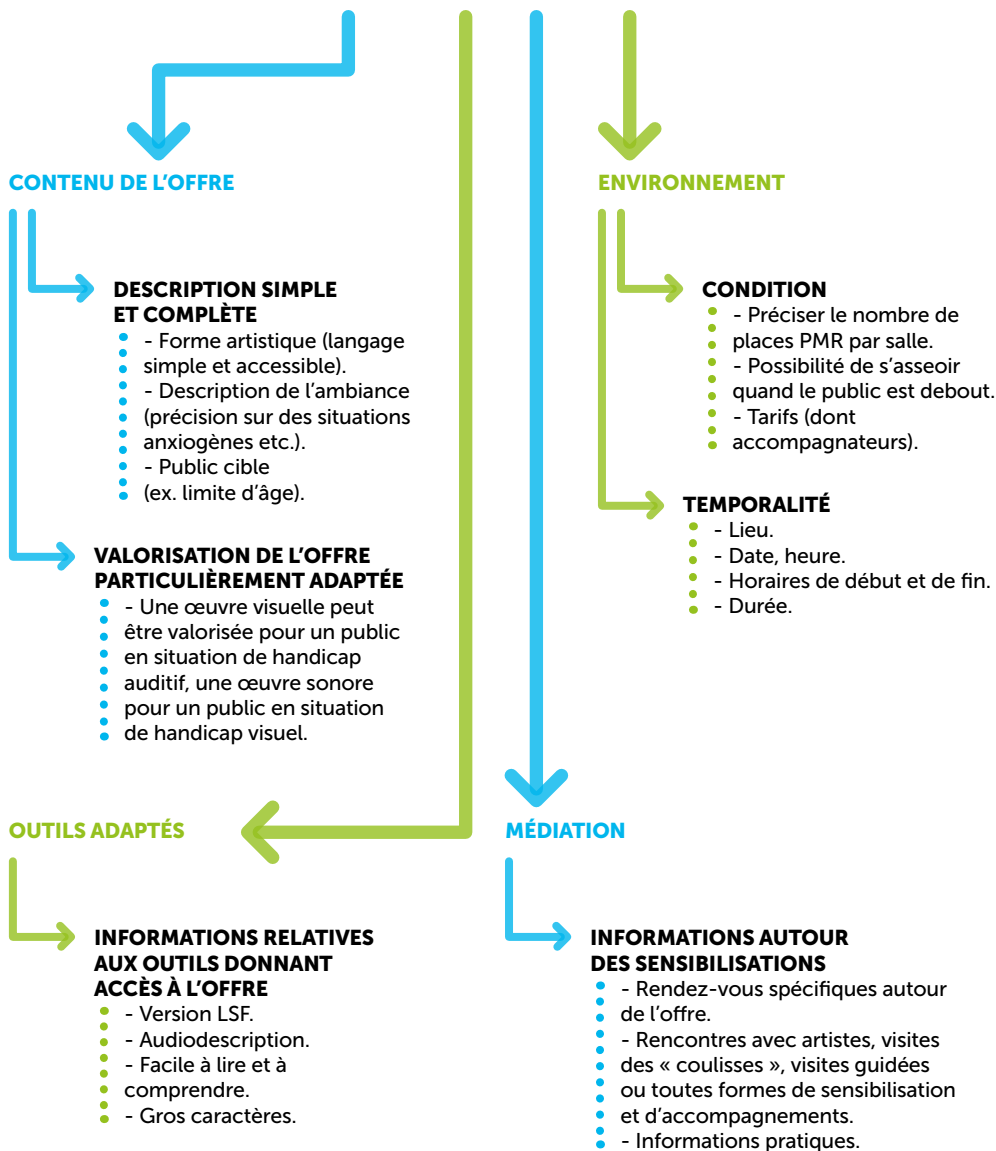 CONTENU DE L'OFFRE
DESCRIPTION SIMPLE
ET COMPLÈTE
- Forme artistique (langage
simple et accessible).
- Description de l'ambiance
(précision sur des situations
anxiogènes etc.).
- Public cible
(ex. limite d'âge).
VALORISATION DE L'OFFRE
PARTICULIÈREMENT ADAPTÉE
- Une œuvre visuelle peut
être valorisée pour un public
en situation de handicap
auditif, une œuvre sonore
pour un public en situation
de handicap visuel.
ENVIRONNEMENT
CONDITION
- Préciser le nombre de
places PMR par salle.
- Possibilité de s'asseoir
quand le public est debout.
- Tarifs (dont
accompagnateurs).
TEMPORALITÉ
- Lieu.
- Date, heure.
- Horaires de début et de fin.
- Durée.
OUTILS ADAPTÉS
INFORMATIONS RELATIVES
AUX OUTILS DONNANT
ACCÈS À L'OFFRE
- Version LSF.
- Audiodescription.
- Facile à lire et à
comprendre.
- Gros caractères.
MÉDIATION
INFORMATIONS AUTOUR
DES SENSIBILISATIONS
- Rendez-vous spécifiques autour
de l'offre.
- Rencontres avec artistes, visites
des « coulisses », visites guidées
ou toutes formes de sensibilisation
et d'accompagnements.
- Informations pratiques.